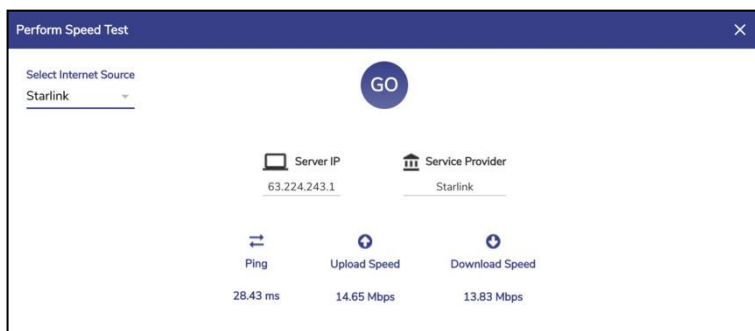 Perform Speed Test
Select Internet Source
Starlink
GO
Server IP
Service Provider
63.224.243.1
Starlink
Ping
Upload Speed
Download Speed
28.43 ms
14.65 Mbps
13.83 Mbps